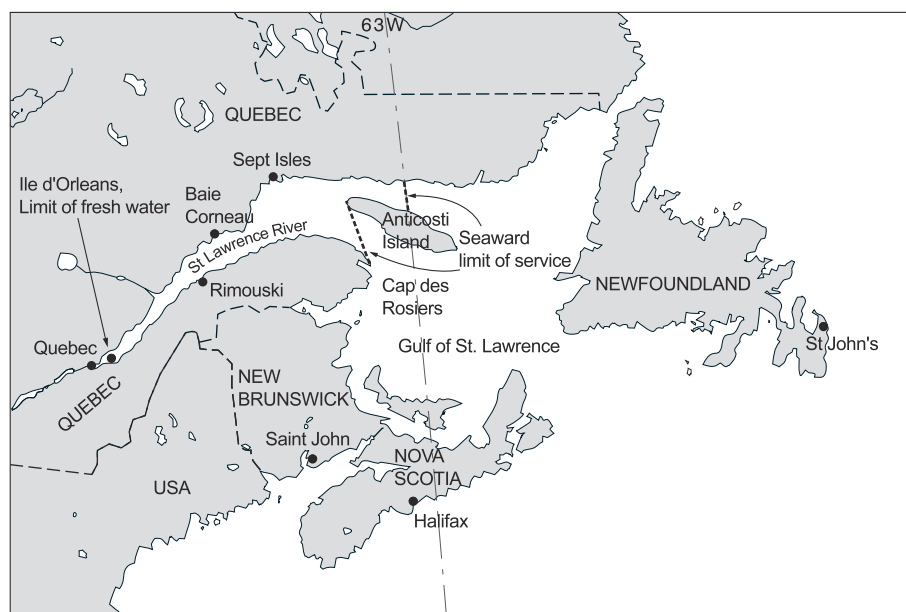 63W
QUEBEC
Sept Isles
Ile d'Orleans,
Limit of fresh water
Baie
Corneau
St Lawrence River
Anticosti
Island
Seaward
limit of service
Rimouski
Cap des
Rosiers
NEWFOUNDLAND
St John's
Quebec
QUEBEC
Gulf of St. Lawrence
NEW
BRUNSWICK
Saint John
NOVA
SCOTIA
USA
Halifax